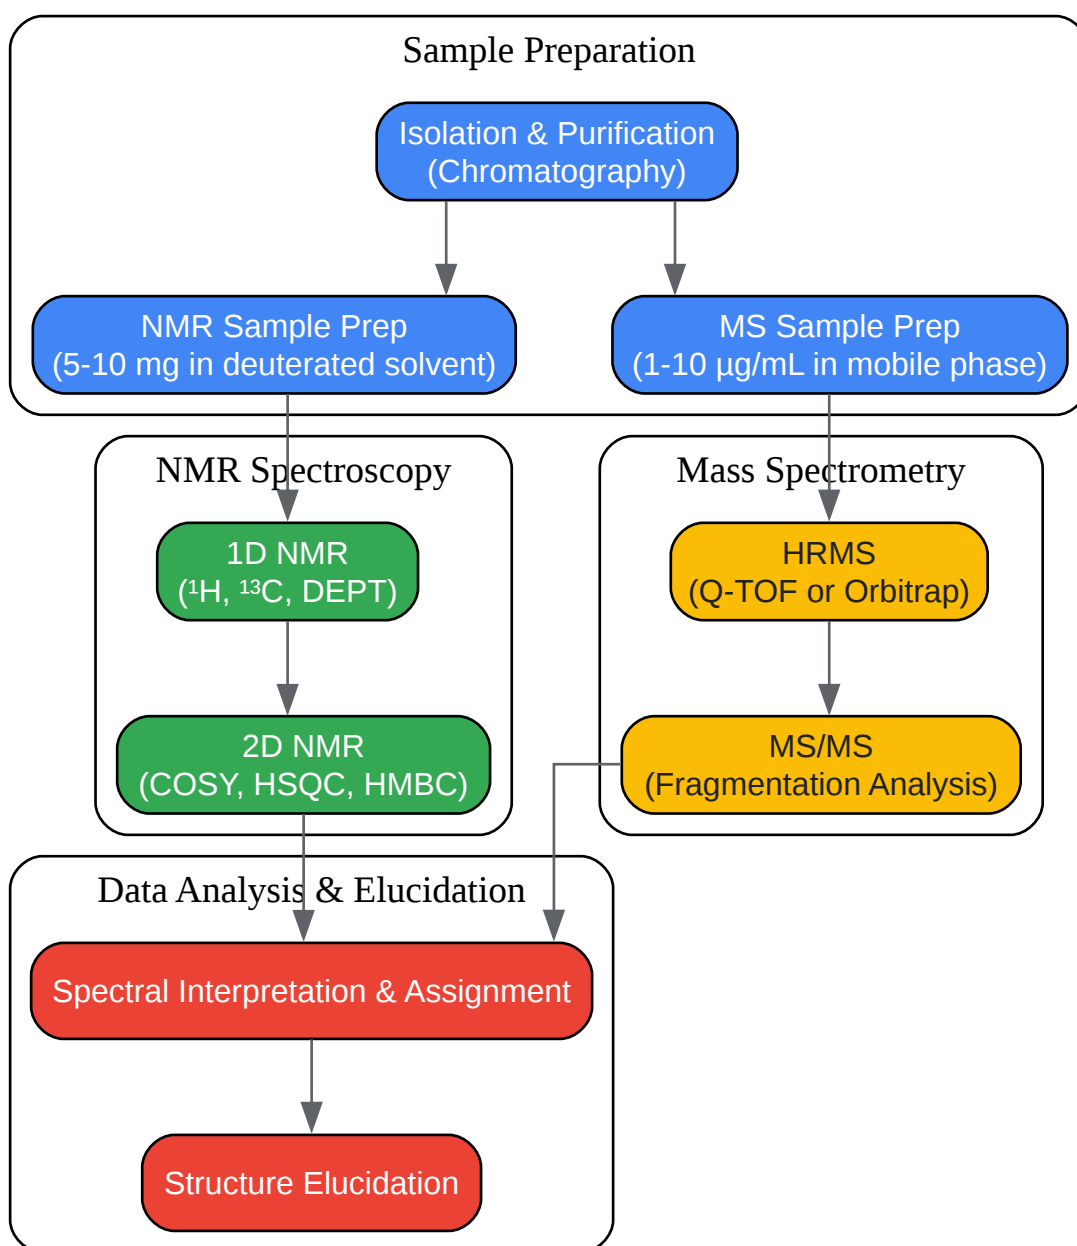 Sample Preparation
Isolation & Purification
(Chromatography)
NMR Sample Prep
(5-10 mg in deuterated solvent)
MS Sample Prep
(1-10 µg/mL in mobile phase)
NMR Spectroscopy
1D NMR
(¹H, ¹³C, DEPT)
2D NMR
(COSY, HSQC, HMBC)
Mass Spectrometry
HRMS
(Q-TOF or Orbitrap)
MS/MS
(Fragmentation Analysis)
Data Analysis & Elucidation
Spectral Interpretation & Assignment
Structure Elucidation